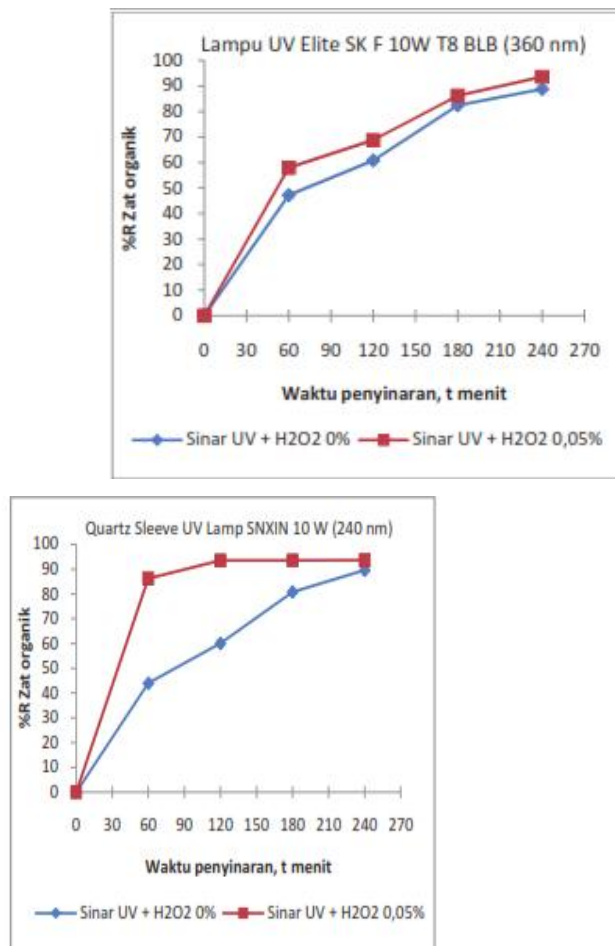 Lampu UV Elite SK F 10W T8 BLB (360 nm)
100
90
80
70
60
50
40
30
20
10
0
%R Zat organik
0 30 60 90 120 150 180 210 240 270
Waktu penyinaran, t menit
Sinar UV + H2O2 0% Sinar UV + H2O2 0,05%
Quartz Sleeve UV Lamp SNXIN 10 W (240 nm)
100
90
80
70
60
50
40
30
20
10
0
%R Zat organik
0 30 60 90 120 150 180 210 240 270
Waktu penyinaran, t menit
Sinar UV + H2O2 0% Sinar UV + H2O2 0,05%